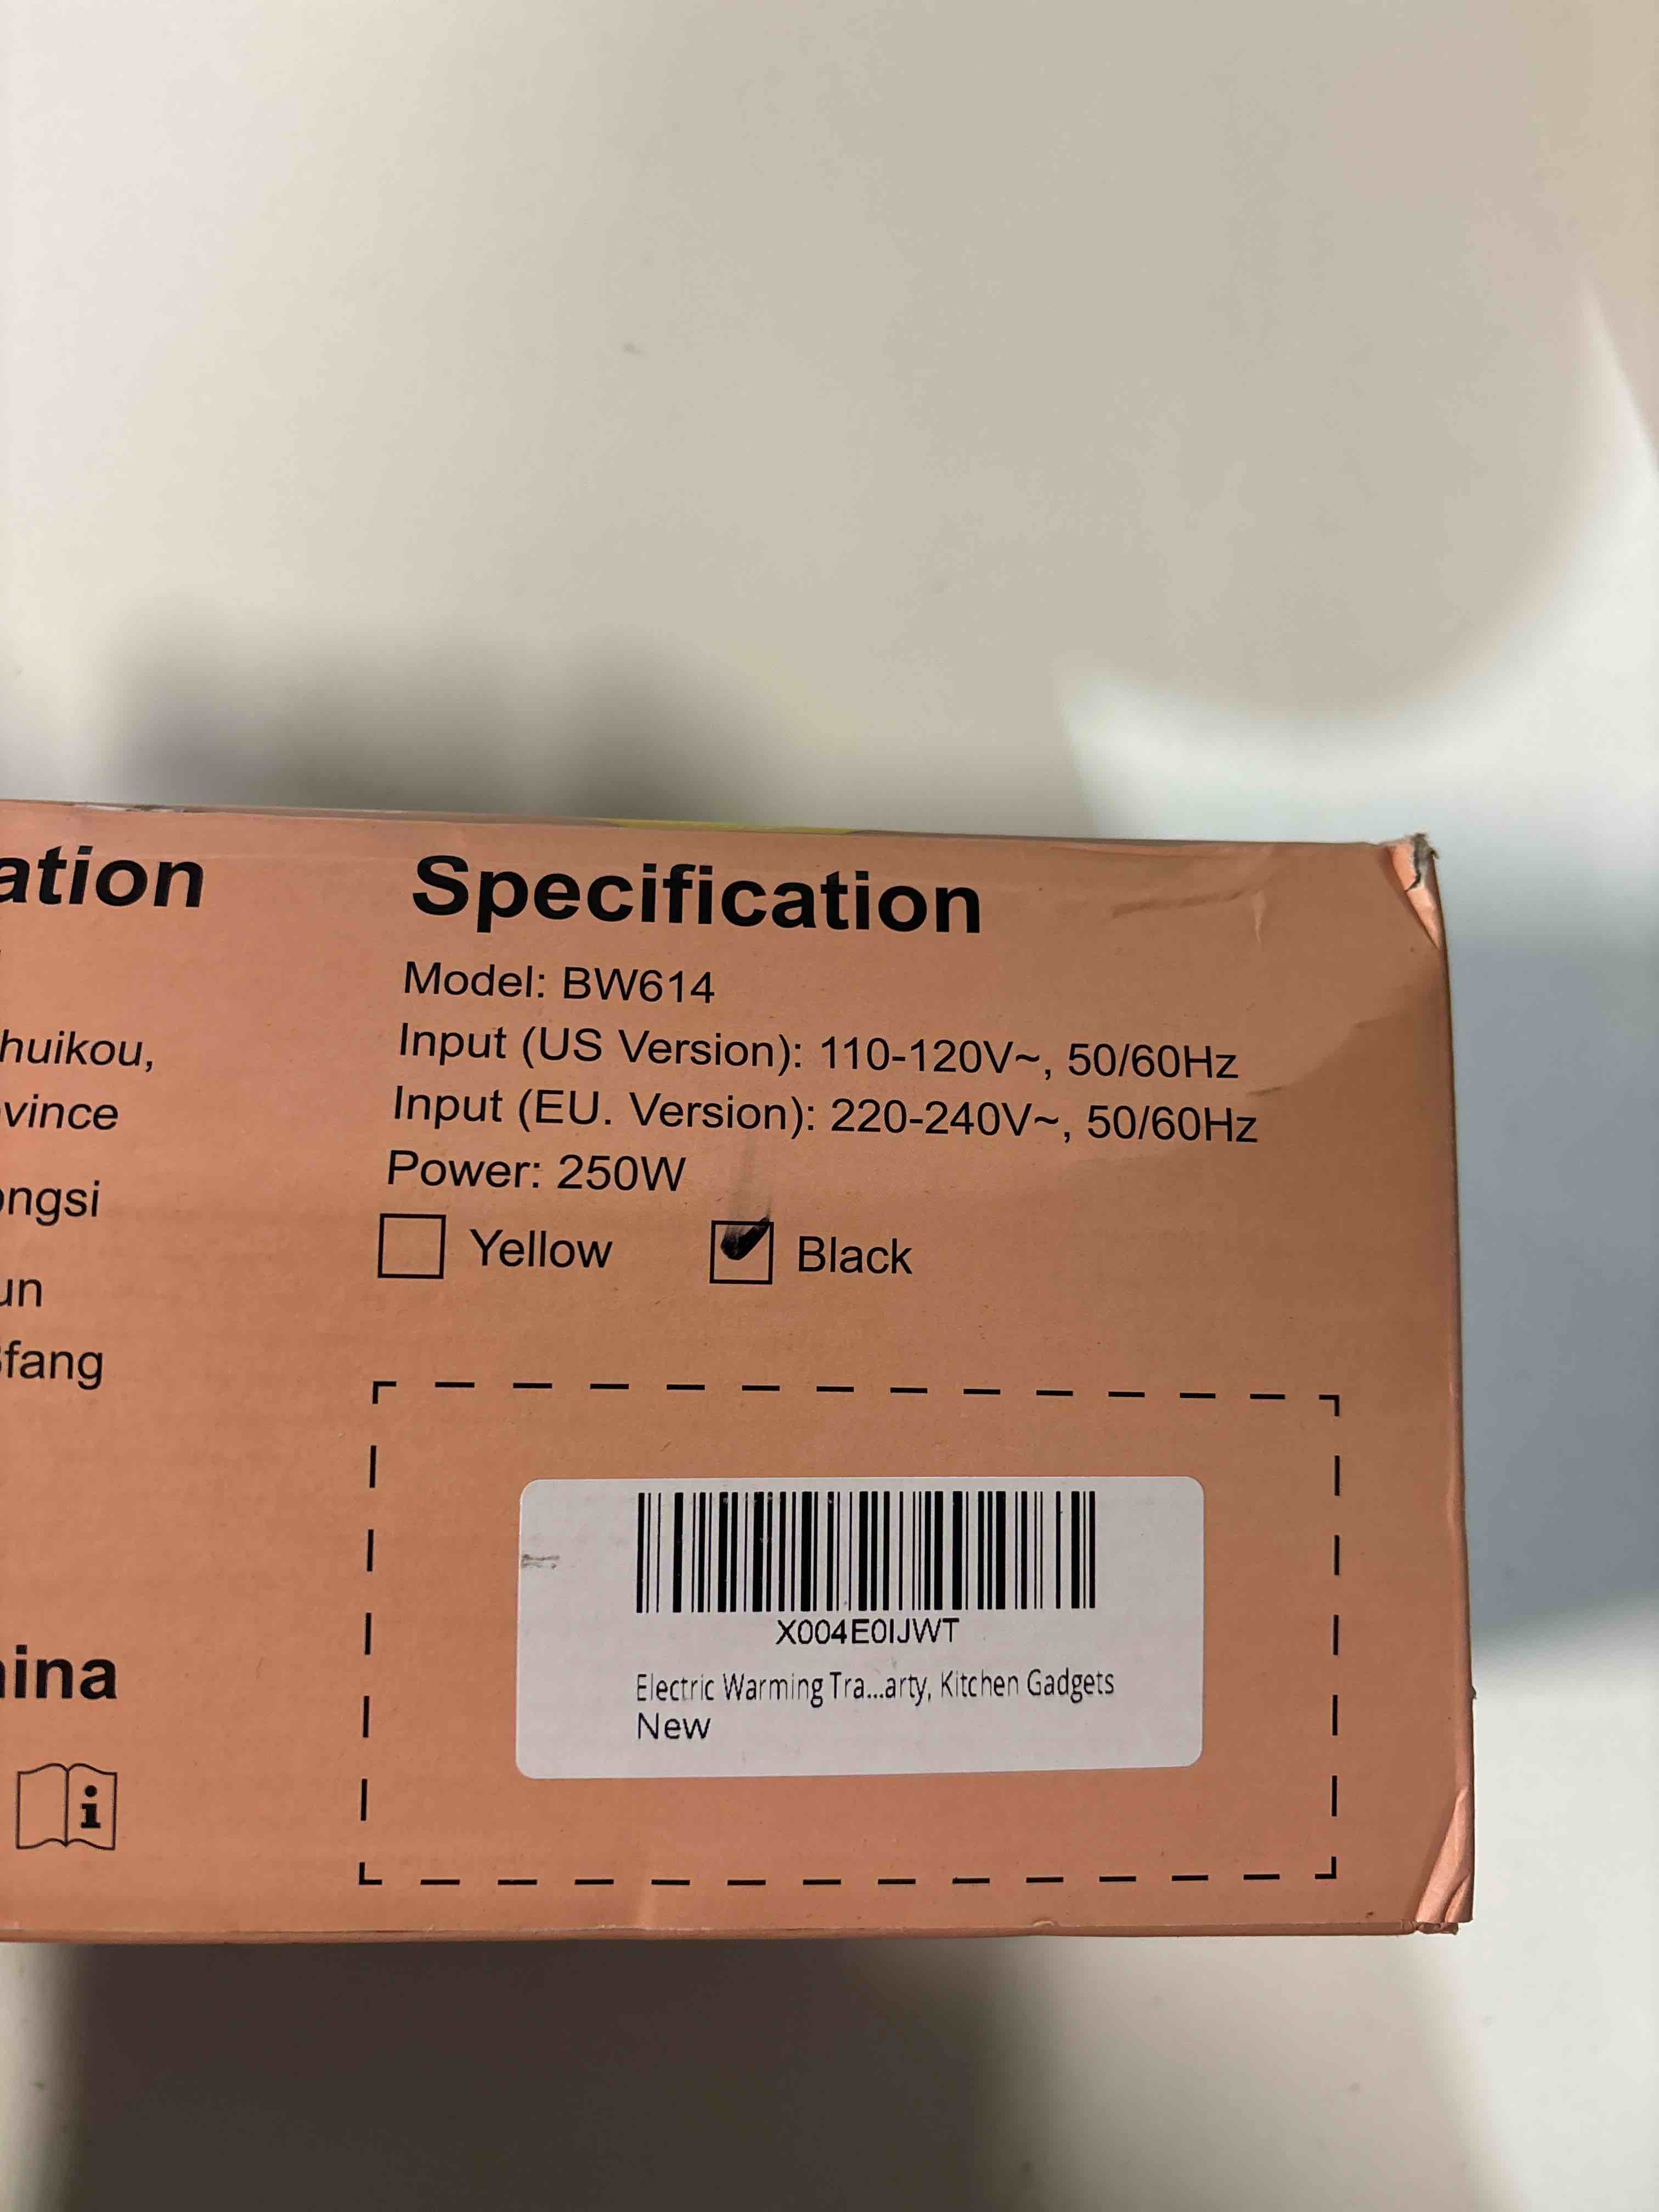 ation
huikou,
vince
ongsi
un
fang
ina
i
Specification
Model: BW614
Input (US Version): 110-120V~, 50/60Hz
Input (EU. Version): 220-240V~, 50/60Hz
Power: 250W
Yellow Black
X004E0IJWT
Electric Warming Tra...arty, Kitchen Gadgets
New